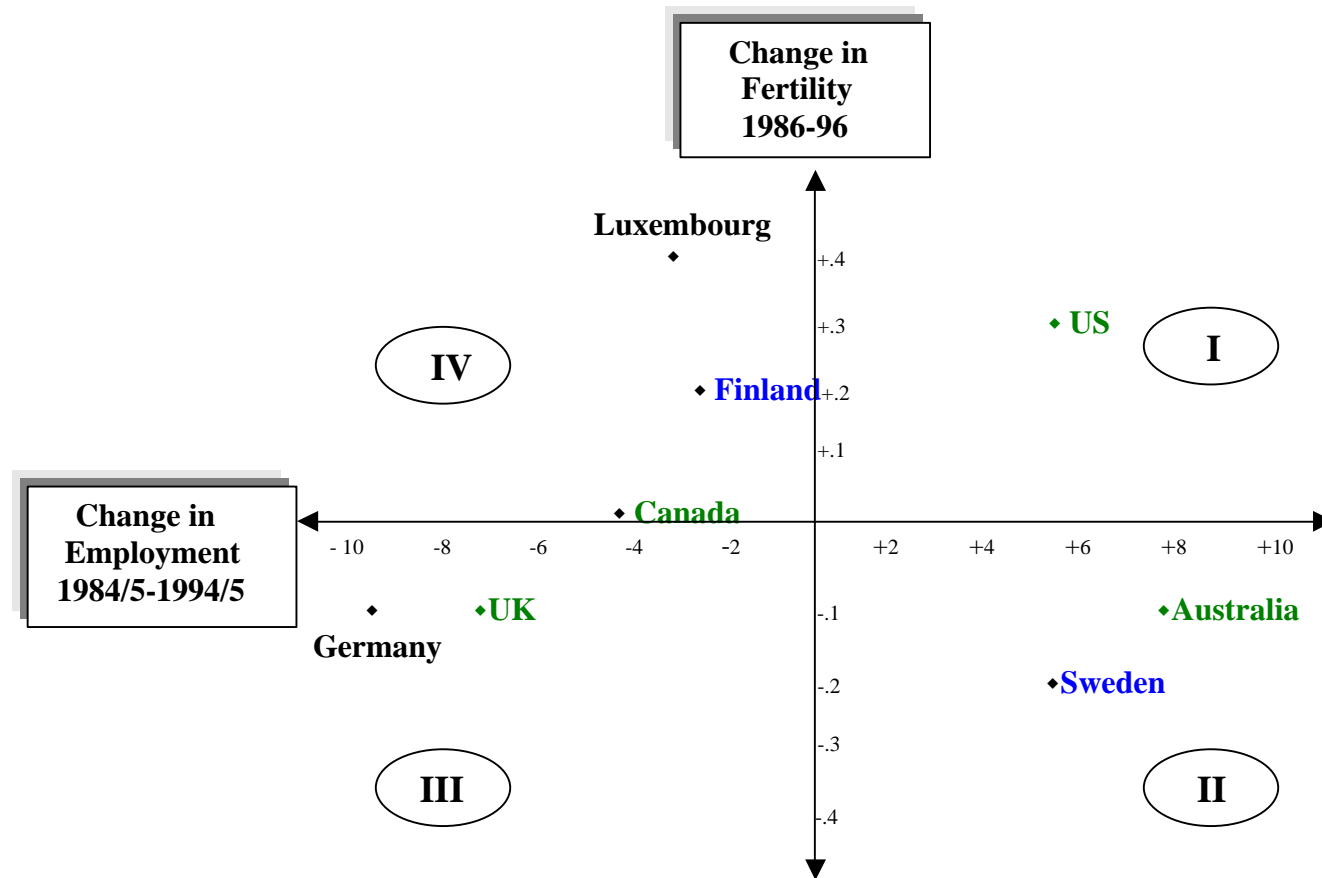 Change in
Fertility
1986-96
Luxembourg
+.4
+.3
US
I
IV
Finland
+.2
+.1
Change in
Employment
1984/5-1994/5
Canada
- 10
-8
-6
-4
-2
+2
+4
+6
+8
+10
Germany
UK
-.1
Australia
-.2
Sweden
-.3
III
II
-.4